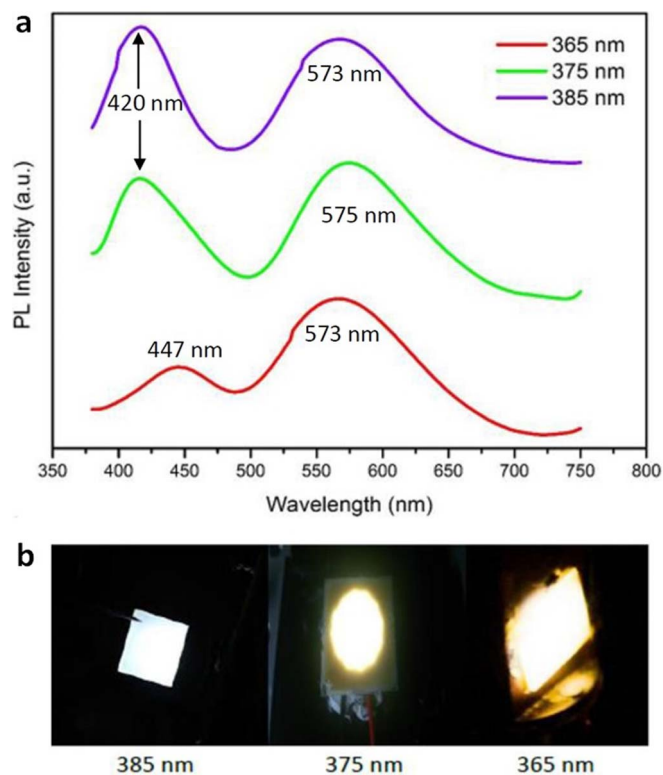 a
365 nm
375 nm
385 nm
420 nm
573 nm
575 nm
447 nm
573 nm
PL Intensity (a.u.)
350 400 450 500 550 600 650 700 750 800
Wavelength (nm)
b
385 nm 375 nm 365 nm